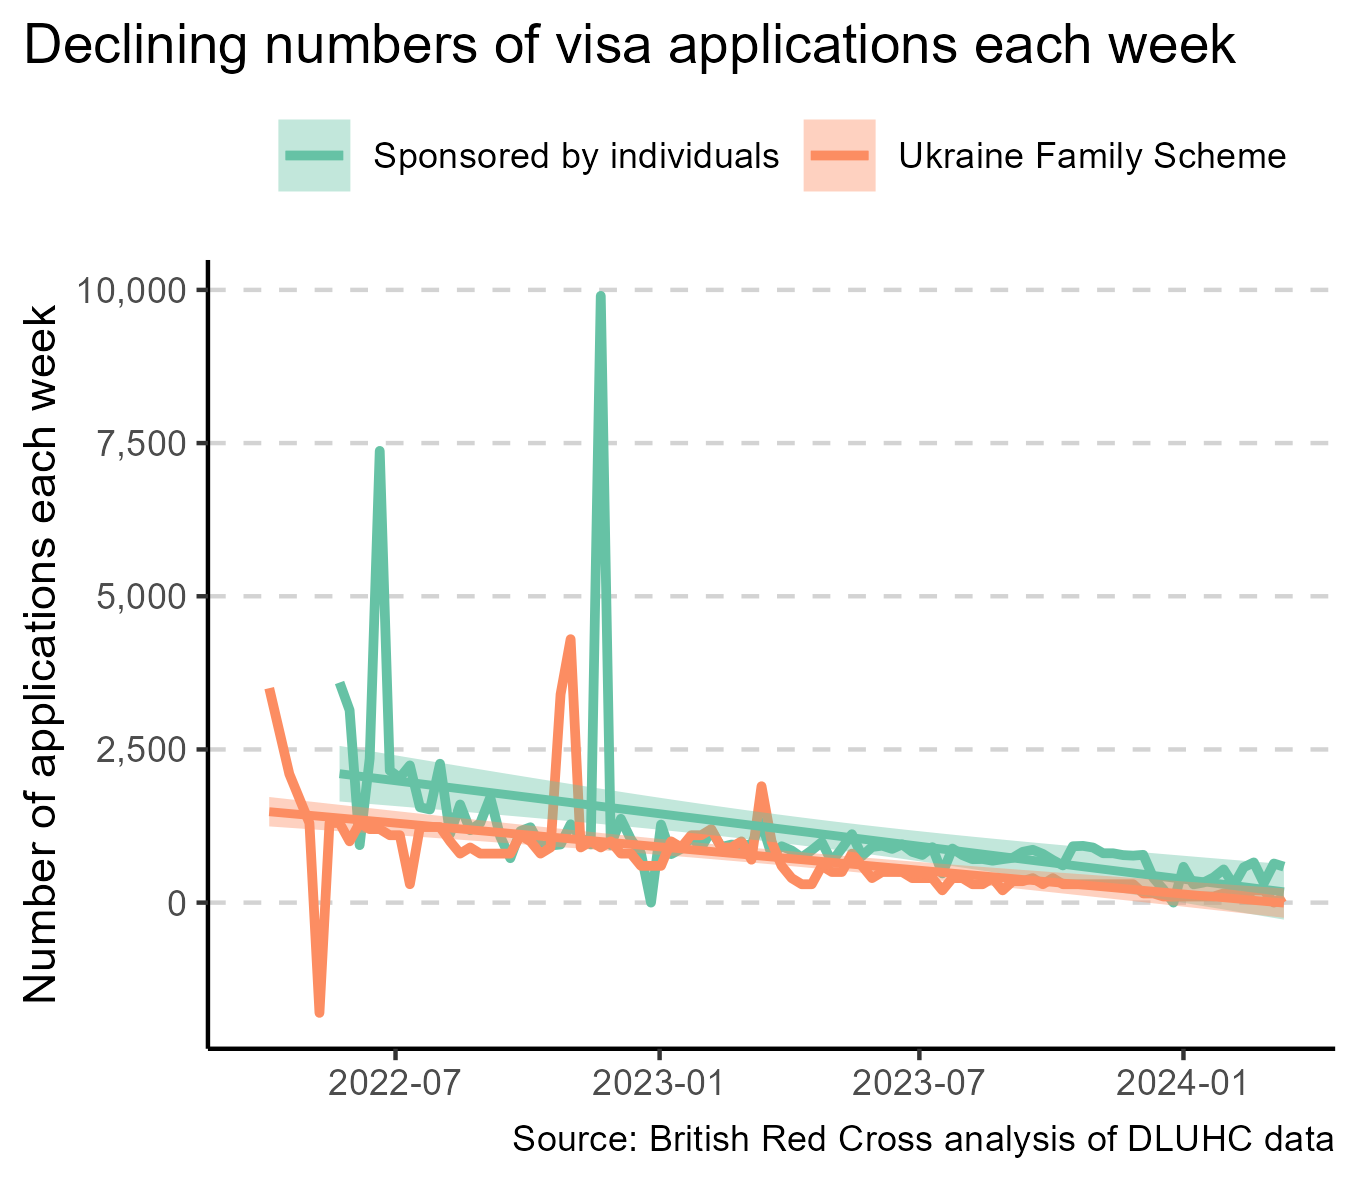 Declining numbers of visa applications each week
Sponsored by individuals
Ukraine Family Scheme
Number of applications each week
10,000
7,500
5,000
2,500
0
2022-07
2023-01
2023-07
2024-01
Source: British Red Cross analysis of DLUHC data